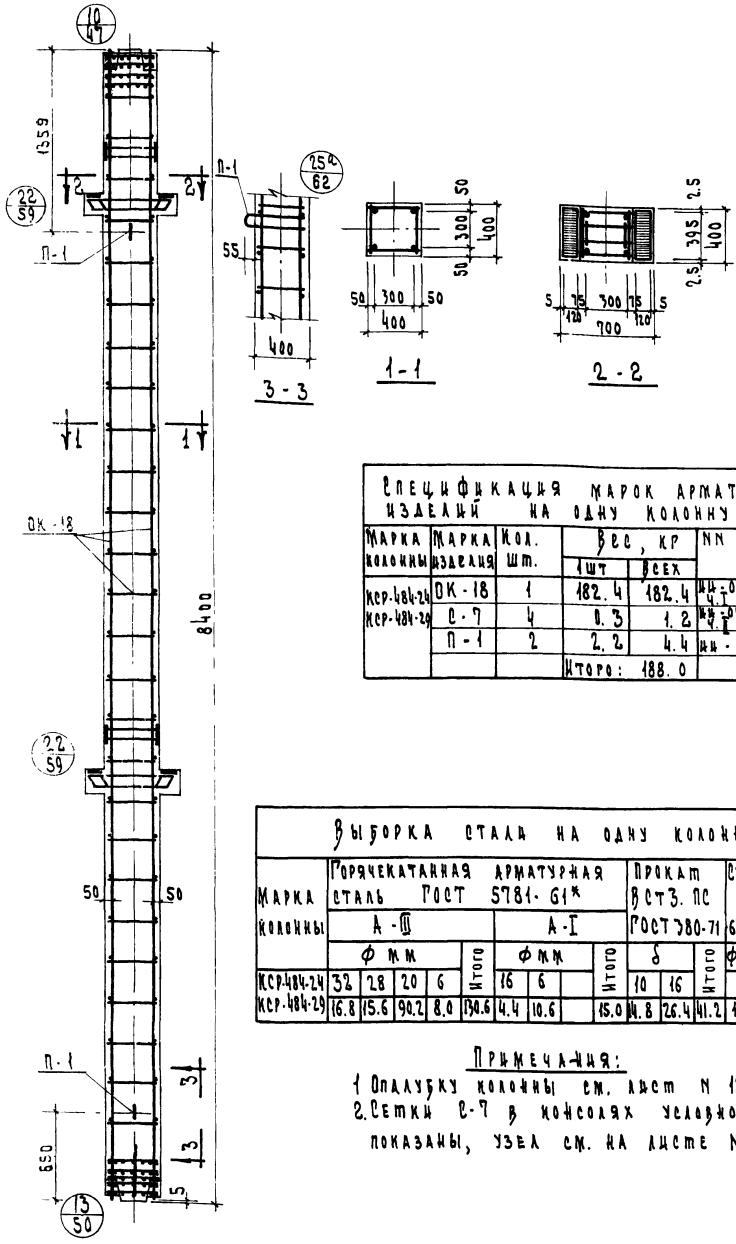 10
47
1359
2 2
22
59
П-1
1 1
ОК-18
8400
22
59
50 50
П-1
3
3
650
5
13
50
П-1
25а
62
55
400
3-3
50
300
400
50
50 300 50
400
1-1
2.5
395
400
2.5
5 75 300 75 5
120 120
700
2-2
СПЕЦИФИКАЦИЯ МАРОК АРМАТ
ИЗДЕЛИЙ НА ОДНУ КОЛОННУ
МАРКА КОЛОННЫ МАРКА ИЗДЕЛИЯ КОЛ. ШТ. ВЕС, КГ NN
1ШТ ВСЕХ
КСР-484-24 ОК-18 1 182.4 182.4
КСР-484-29 С-7 4 0.3 1.2
П-1 2 2.2 4.4 ИИ-
ИТОГО: 188.0
ВЫБОРКА СТАЛИ НА ОДНУ КОЛОНН
МАРКА КОЛОННЫ ГОРЯЧЕКАТАННАЯ АРМАТУРНАЯ ПРОКАТ
СТАЛЬ ГОСТ 5781-61* ВСТ3.ПС
А-III А-I ГОСТ 380-71
Ф ММ ИТОГО Ф ММ ИТОГО δ ИТОГО
КСР-484-24 32 28 20 6 16 6 10 16
КСР-484-29 16.8 15.6 90.2 8.0 130.6 4.4 10.6 15.0 14.8 26.4 41.2
ПРИМЕЧАНИЯ:
1 ОПАЛУБКУ КОЛОННЫ СМ. ЛИСТ N
2. СЕТКИ С-7 В КОНСОЛЯХ УСЛОВНО
ПОКАЗАНЫ, УЗЕЛ СМ. НА ЛИСТЕ N